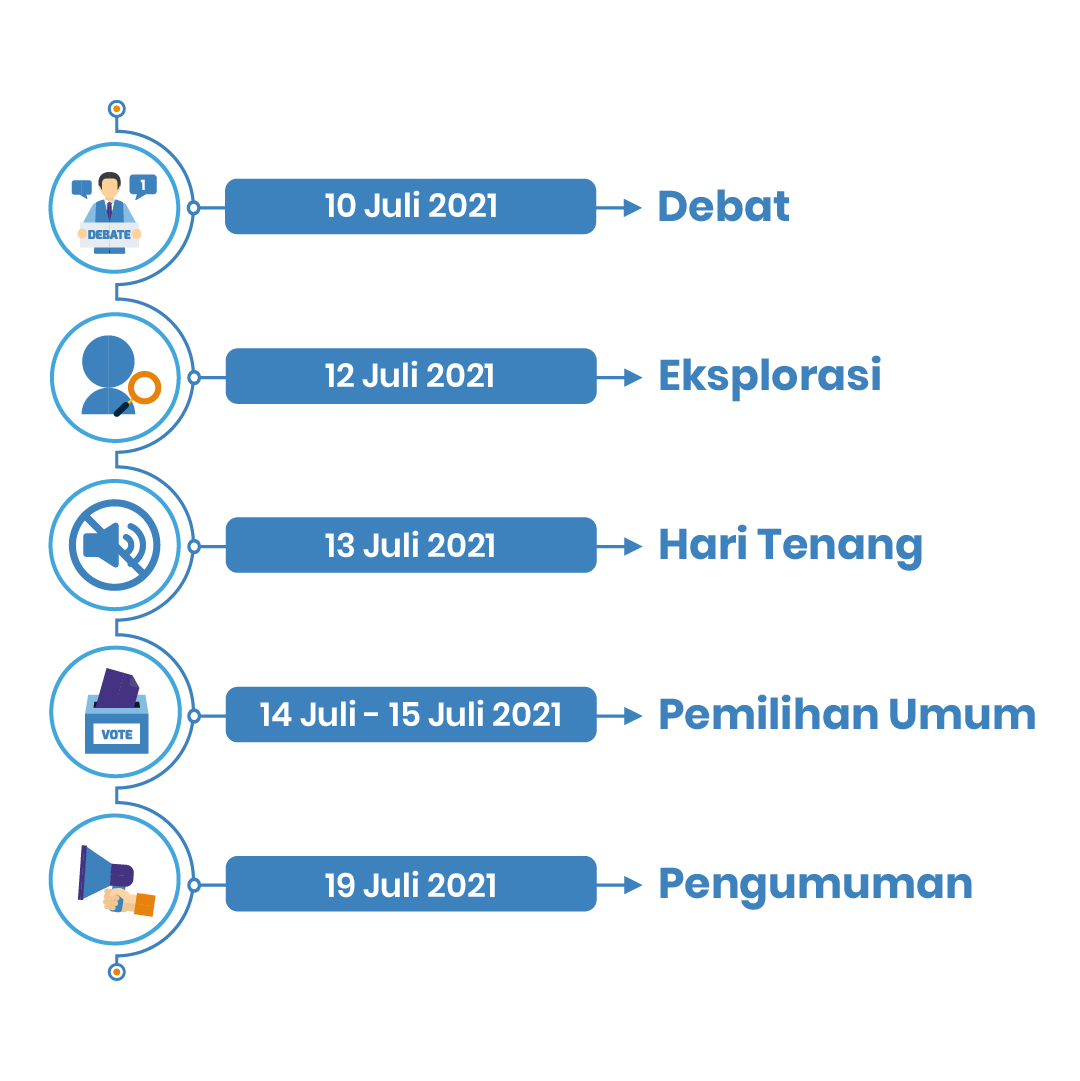 1
DEBATE
10 Juli 2021
Debat
12 Juli 2021
Eksplorasi
13 Juli 2021
Hari Tenang
VOTE
14 Juli - 15 Juli 2021
Pemilihan Umum
19 Juli 2021
Pengumuman